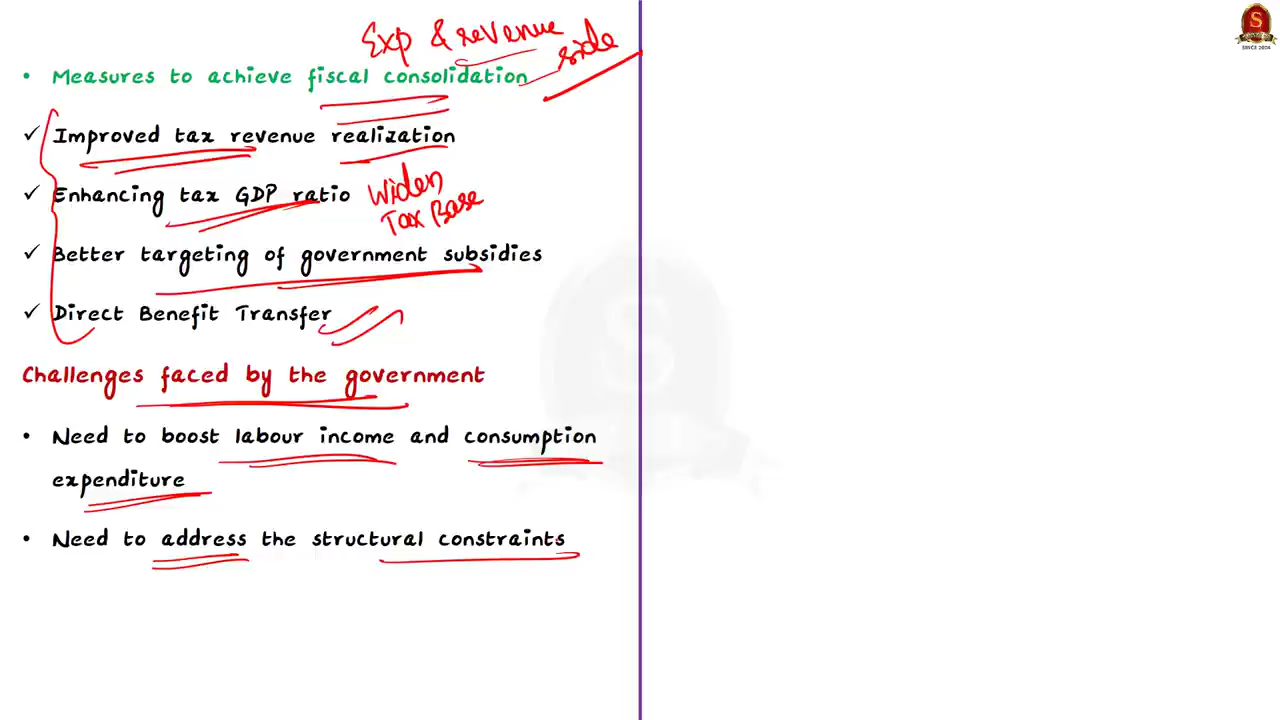 Exp & revenue
side
• Measures to achieve fiscal consolidation
✓ Improved tax revenue realization
✓ Enhancing tax GDP ratio
Widen
Tax Base
✓ Better targeting of government subsidies
✓ Direct Benefit Transfer
Challenges faced by the government
• Need to boost labour income and consumption
expenditure
• Need to address the structural constraints
S
SINCE 2004